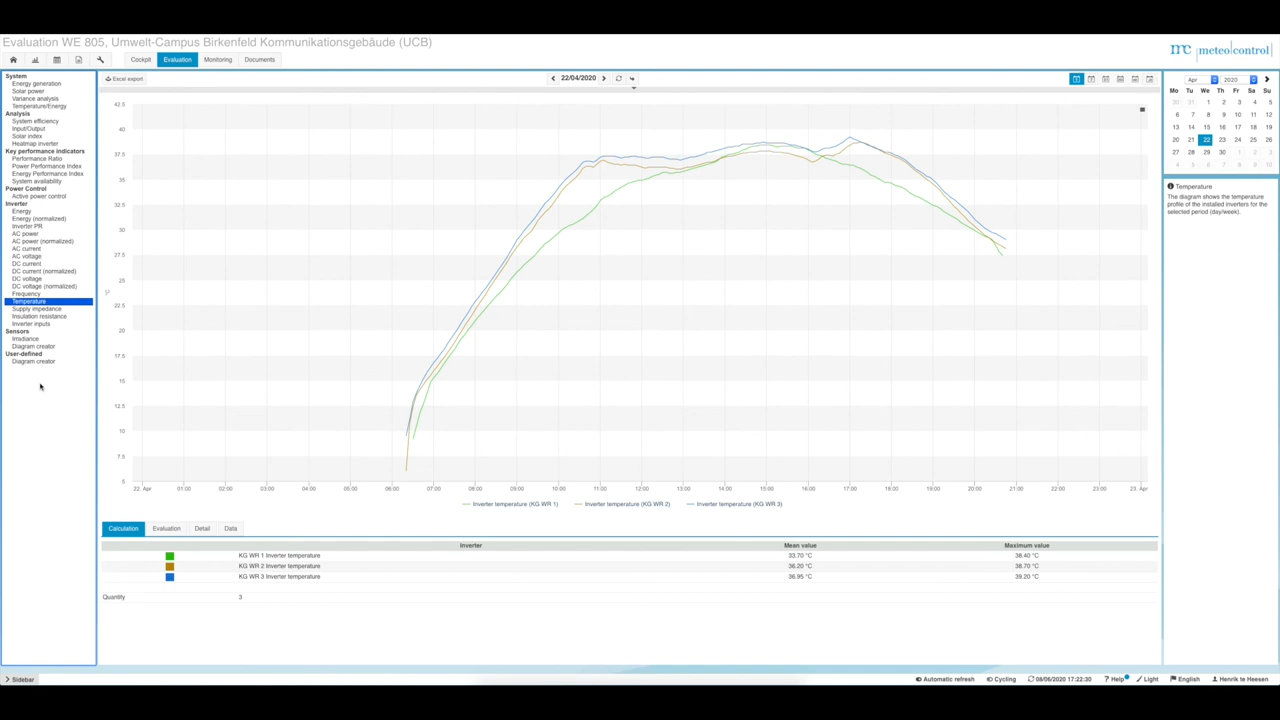 Evaluation WE 805, Umwelt-Campus Birkenfeld Kommunikationsgebäude (UCB)
mc meteocontrol
Cockpit Evaluation Monitoring Documents
System
Energy generation
Solar power
Variance analysis
Temperature/Energy
Analysis
System efficiency
Input/Output
Solar index
Heatmap inverter
Key performance indicators
Performance Ratio
Power Performance Index
Energy Performance Index
System availability
Power Control
Active power control
Inverter
Energy
Energy (normalized)
Inverter PR
AC power
AC power (normalized)
AC current
AC voltage
DC current
DC current (normalized)
DC voltage
DC voltage (normalized)
Frequency
Temperature
Supply impedance
Insulation resistance
Inverter inputs
Sensors
Irradiance
Diagram creator
User-defined
Diagram creator
Excel export
22/04/2020
42.5
40
37.5
35
32.5
30
27.5
25
22.5
20
17.5
15
12.5
10
7.5
5
°C
22. Apr 01:00 02:00 03:00 04:00 05:00 06:00 07:00 08:00 09:00 10:00 11:00 12:00 13:00 14:00 15:00 16:00 17:00 18:00 19:00 20:00 21:00 22:00 23:00 23. Apr
Inverter temperature (KG WR 1) Inverter temperature (KG WR 2) Inverter temperature (KG WR 3)
Calculation Evaluation Detail Data
Inverter Mean value Maximum value
KG WR 1 Inverter temperature 33.70 °C 38.40 °C
KG WR 2 Inverter temperature 36.20 °C 38.70 °C
KG WR 3 Inverter temperature 36.95 °C 39.20 °C
Quantity 3
Apr 2020
Mo Tu We Th Fr Sa Su
30 31 1 2 3 4 5
6 7 8 9 10 11 12
13 14 15 16 17 18 19
20 21 22 23 24 25 26
27 28 29 30 1 2 3
4 5 6 7 8 9 10
Temperature
The diagram shows the temperature
profile of the installed inverters for the
selected period (day/week).
Sidebar
Automatic refresh Cycling 08/06/2020 17:22:30 Help Light English Henrik te Heesen